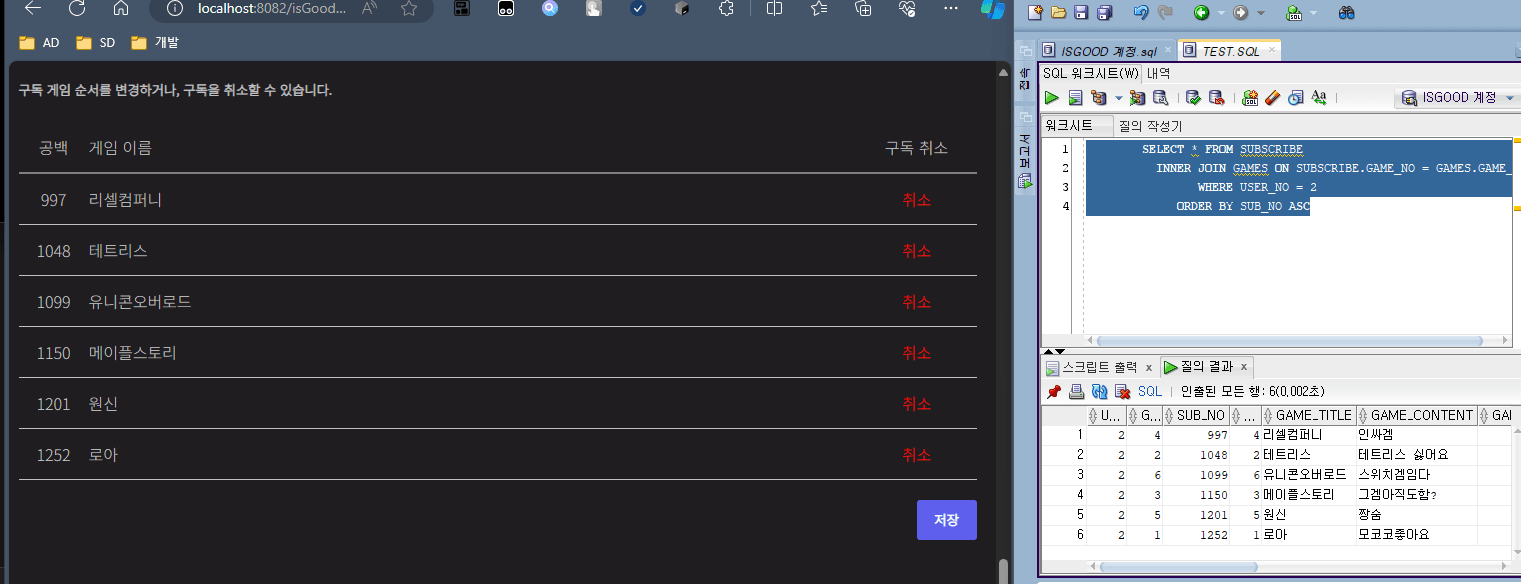 localhost:8082/isGood...
AD
SD
개발
구독 게임 순서를 변경하거나, 구독을 취소할 수 있습니다.
공백 게임 이름 구독 취소
997 리셀컴퍼니 취소
1048 테트리스 취소
1099 유니콘오버로드 취소
1150 메이플스토리 취소
1201 원신 취소
1252 로아 취소
저장
ISGOOD 계정.sql
TEST.SQL
접속
보고서
SQL 워크시트(W) 내역
ISGOOD 계정
워크시트 질의 작성기
1 SELECT * FROM SUBSCRIBE
2 INNER JOIN GAMES ON SUBSCRIBE.GAME_NO = GAMES.GAME_
3 WHERE USER_NO = 2
4 ORDER BY SUB_NO ASC
스크립트 출력 x 질의 결과 x
SQL | 인출된 모든 행: 6(0,002초)
U... G... SUB_NO ... GAME_TITLE GAME_CONTENT GAI
1 2 4 997 4 리셀컴퍼니 인싸겜
2 2 2 1048 2 테트리스 테트리스 싫어요
3 2 6 1099 6 유니콘오버로드 스위치겜임다
4 2 3 1150 3 메이플스토리 그겜아직도함?
5 2 5 1201 5 원신 짱숨
6 2 1 1252 1 로아 모코코좋아요